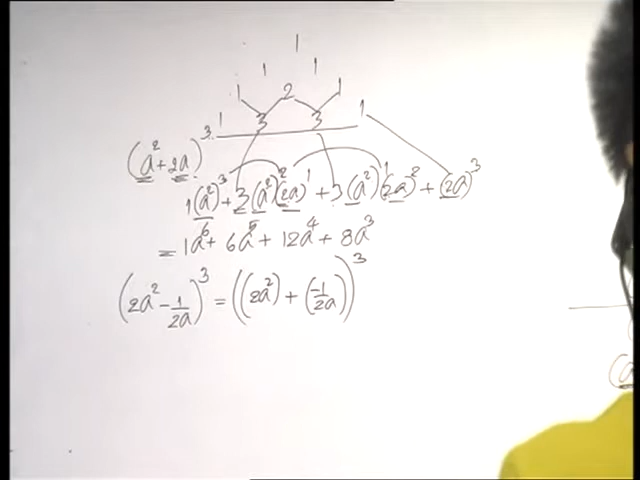 1
1 1
1 2 1
1 3 3 1
(a² + 2a)³
1(a²)³ + 3(a²)²(2a)¹ + 3(a²)¹(2a)² + (2a)³
= 1a⁶ + 6a⁵ + 12a⁴ + 8a³
(2a² - 1/2a)³ = ((2a²) + (-1/2a))³